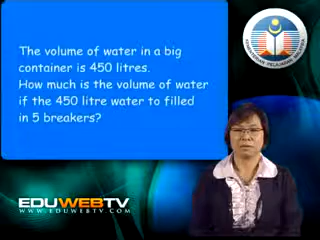 The volume of water in a big
container is 450 litres.
How much is the volume of water
if the 450 litre water to filled
in 5 breakers?
EDUWEBTV
WWW.EDUWEBTV.COM